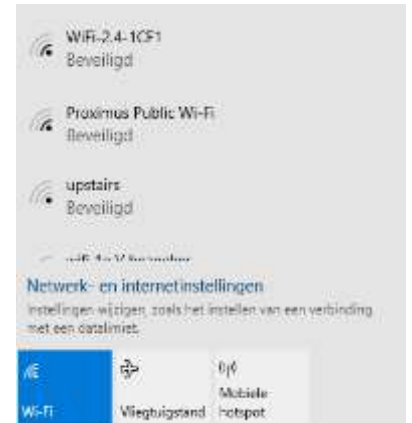 WiFi-2.4-1CF1
Beveiligd
Proximus Public Wi-Fi
Beveiligd
upstairs
Beveiligd
Netwerk- en internetinstellingen
Instellingen wijzigen, zoals het instellen van een verbinding
met een datalimiet.
Wi-Fi
Vliegtuigstand
Mobiele
hotspot